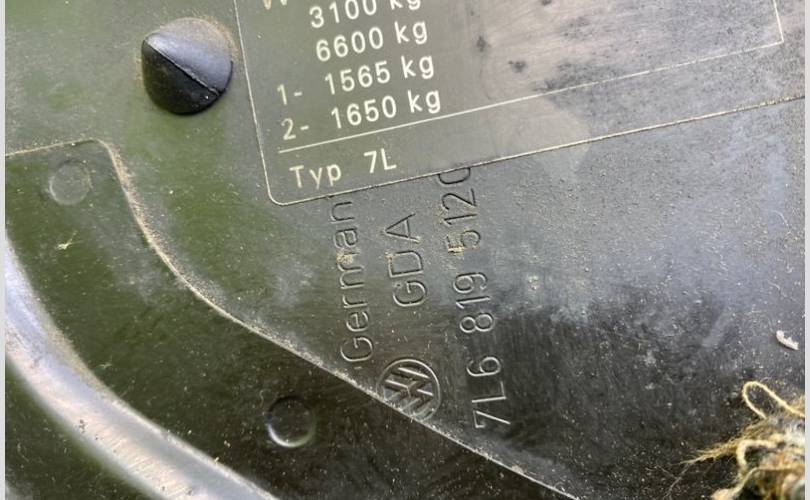 3100 kg
6600 kg
1- 1565 kg
2- 1650 kg
Typ 7L
German
GDA
7L6 819 512